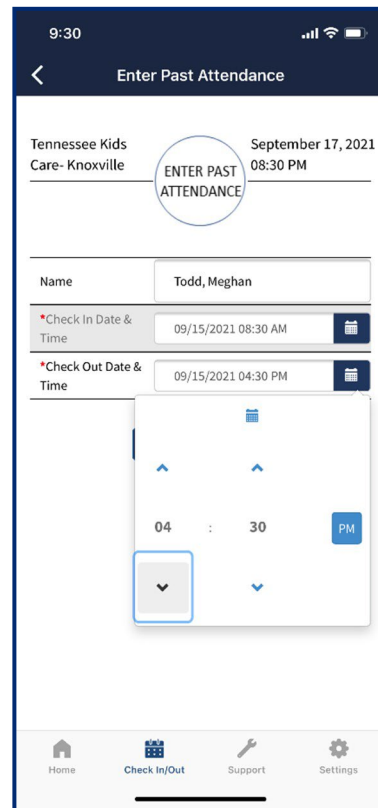 9:30
Enter Past Attendance
Tennessee Kids
Care- Knoxville
ENTER PAST
ATTENDANCE
September 17, 2021
08:30 PM
Name
Todd, Meghan
*Check In Date &
Time
09/15/2021 08:30 AM
*Check Out Date &
Time
09/15/2021 04:30 PM
04 : 30 PM
Home Check In/Out Support Settings